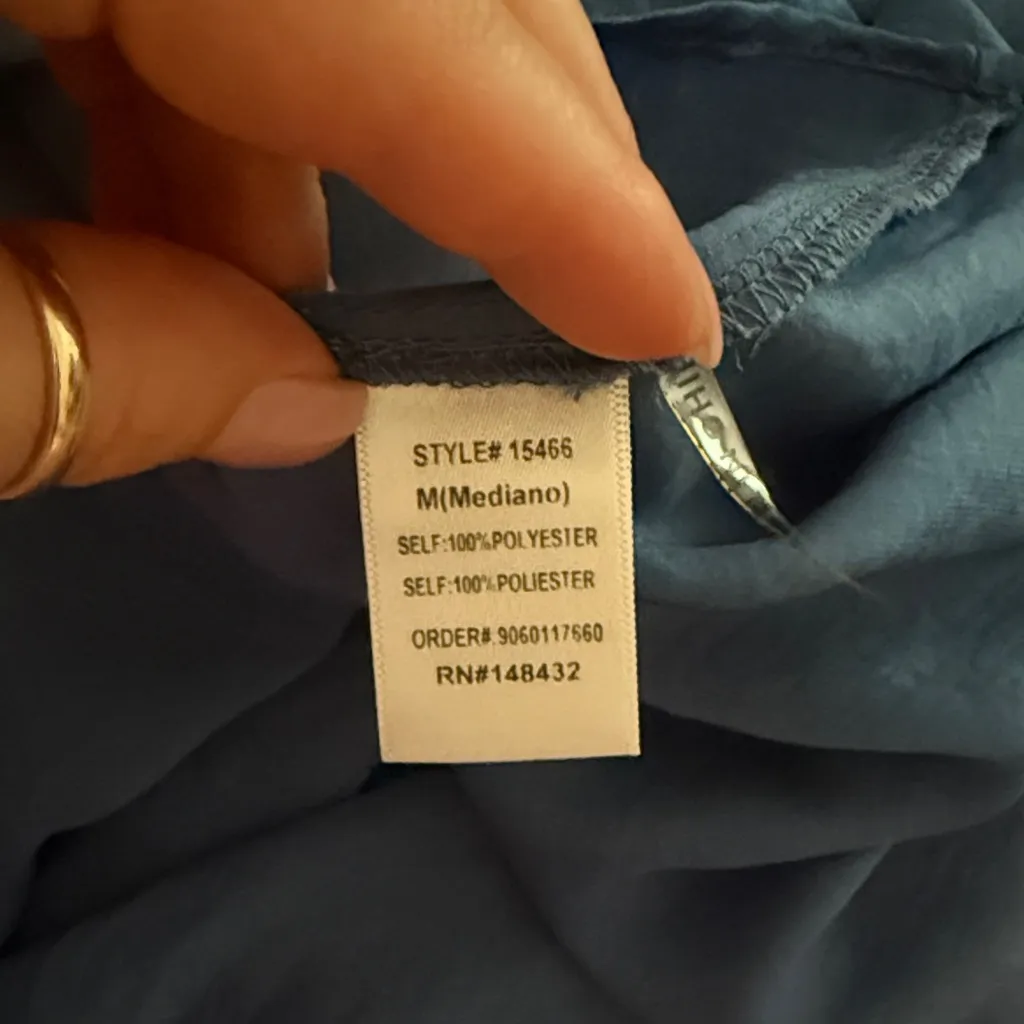 STYLE# 15466
M(Mediano)
SELF:100%POLYESTER
SELF:100%POLIESTER
ORDER#.9060117660
RN#148432